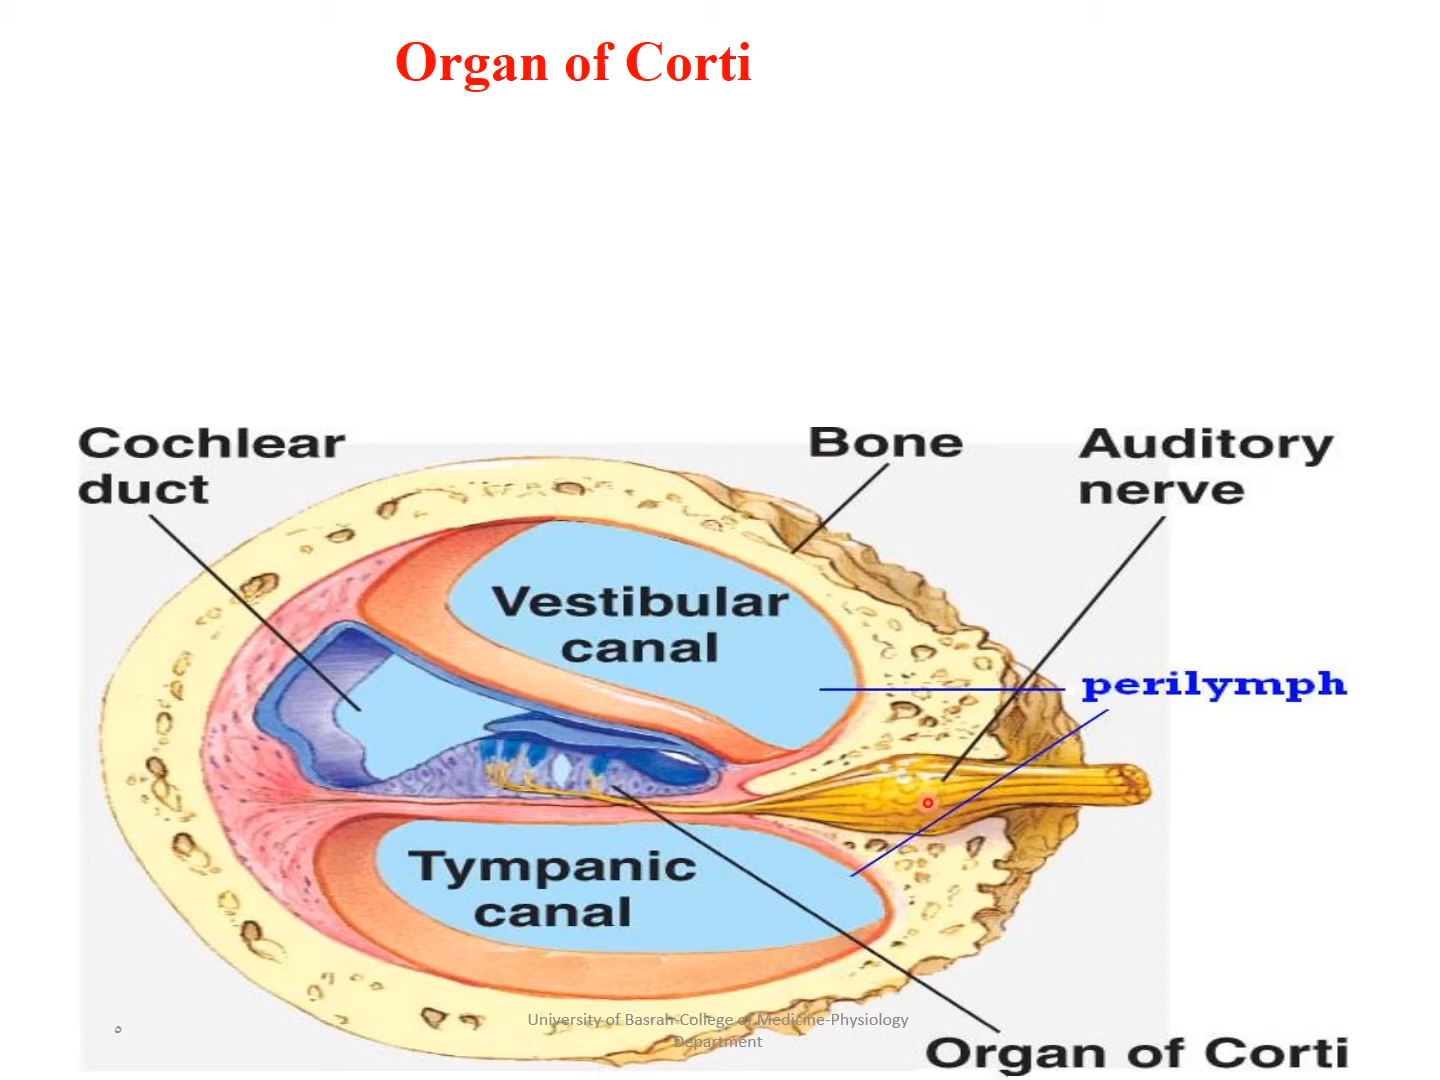 Organ of Corti
Cochlear
duct
Bone
Auditory
nerve
Vestibular
canal
perilymph
Tympanic
canal
٥
University of Basrah-College of Medicine-Physiology
Department
Organ of Corti